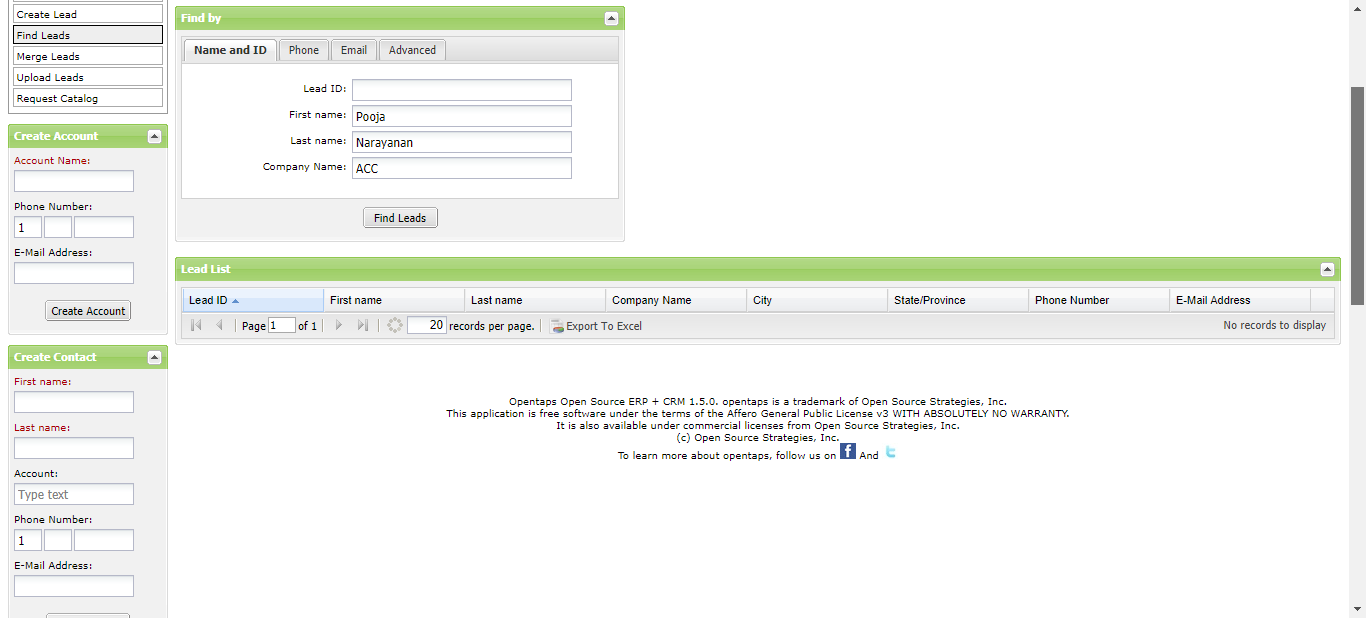 Create Lead
Find Leads
Merge Leads
Upload Leads
Request Catalog
Create Account
Account Name:
Phone Number:
1
E-Mail Address:
Create Account
Create Contact
First name:
Last name:
Account:
Type text
Phone Number:
1
E-Mail Address:
Find by
Name and ID Phone Email Advanced
Lead ID:
First name: Pooja
Last name: Narayanan
Company Name: ACC
Find Leads
Lead List
Lead ID First name Last name Company Name City State/Province Phone Number E-Mail Address
Page 1 of 1 20 records per page. Export To Excel No records to display
Opentaps Open Source ERP + CRM 1.5.0. opentaps is a trademark of Open Source Strategies, Inc.
This application is free software under the terms of the Affero General Public License v3 WITH ABSOLUTELY NO WARRANTY.
It is also available under commercial licenses from Open Source Strategies, Inc.
(c) Open Source Strategies, Inc.
To learn more about opentaps, follow us on f And t